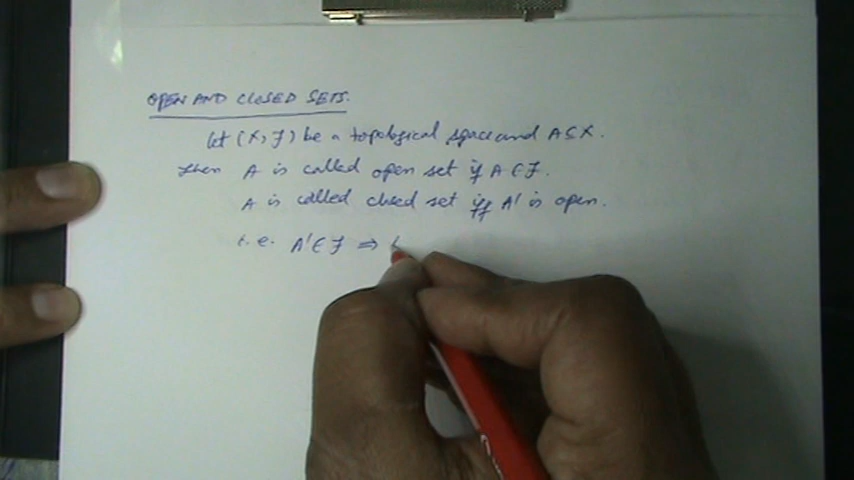 OPEN AND CLOSED SETS.
Let (X, J) be a topological space and A ⊆ X.
Then A is called open set if A ∈ J.
A is called closed set iff A' is open.
i.e. A' ∈ J ⇒